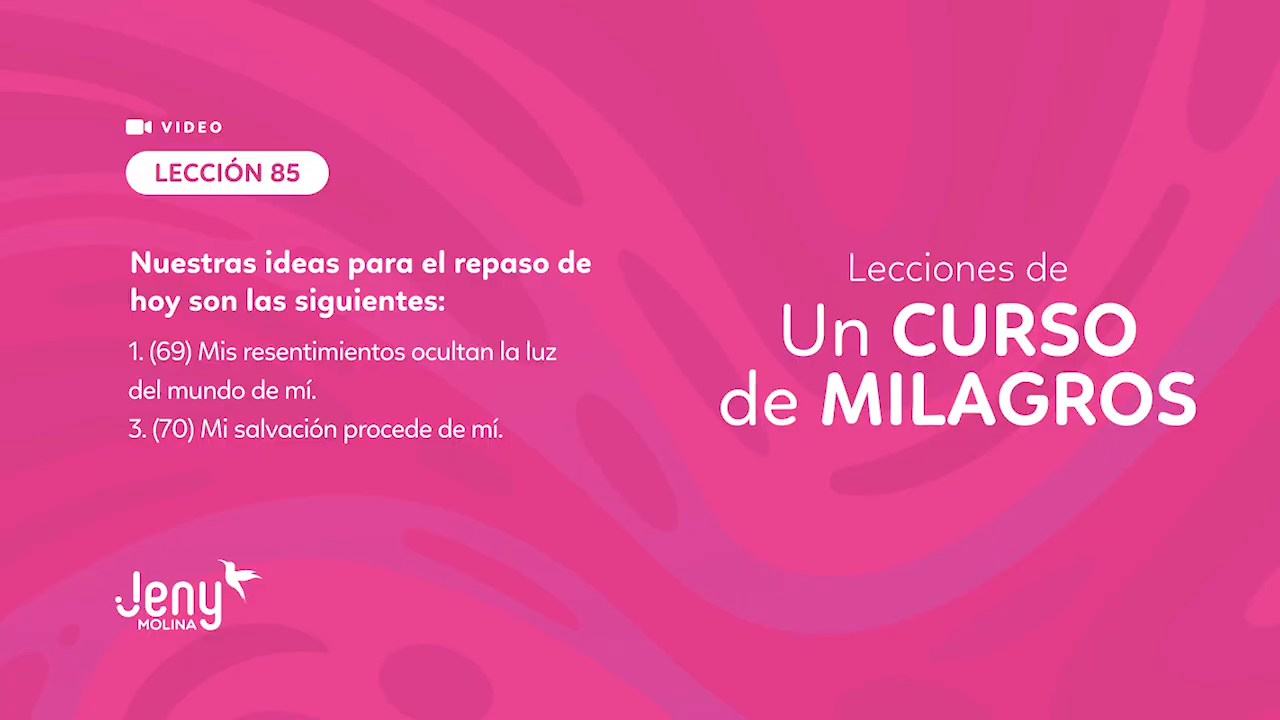 VIDEO
LECCIÓN 85
Nuestras ideas para el repaso de
hoy son las siguientes:
1. (69) Mis resentimientos ocultan la luz
del mundo de mí.
3. (70) Mi salvación procede de mí.
Lecciones de
Un CURSO
de MILAGROS
Jeny
MOLINA